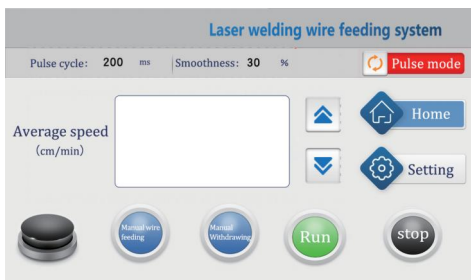 Laser welding wire feeding system
Pulse cycle: 200 ms Smoothness: 30 % Pulse mode
Home
Average speed
(cm/min)
Setting
Manual wire
feeding
Manual
Withdrawing
Run
stop